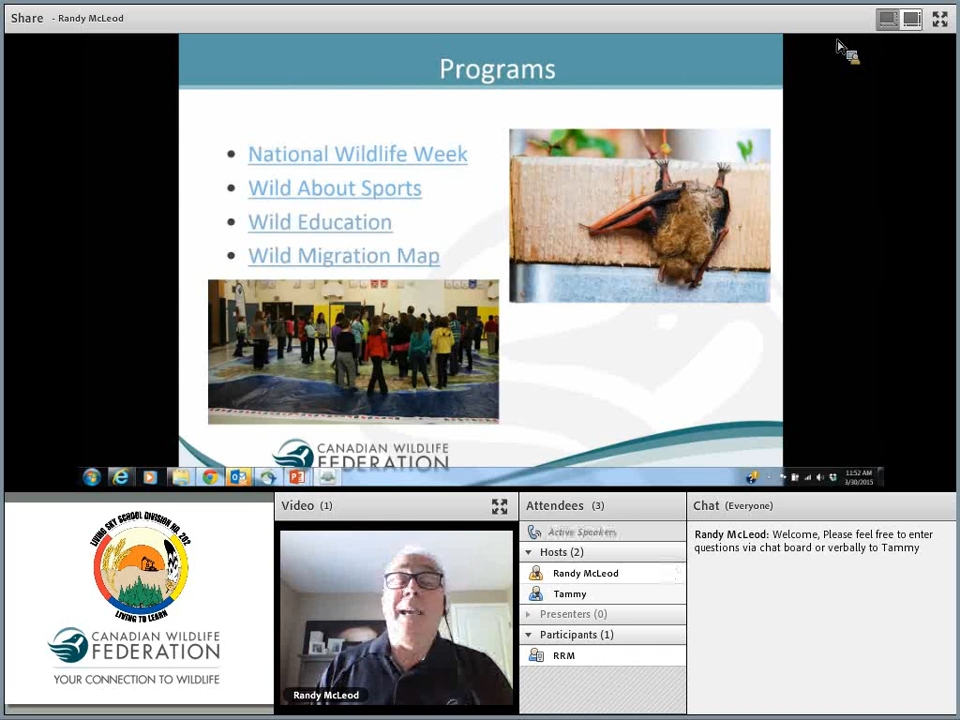 Share - Randy McLeod
Programs
• National Wildlife Week
• Wild About Sports
• Wild Education
• Wild Migration Map
CANADIAN WILDLIFE
FEDERATION
11:52 AM
3/30/2015
LIVING SKY SCHOOL DIVISION NO. 202
LIVING TO LEARN
CANADIAN WILDLIFE
FEDERATION
YOUR CONNECTION TO WILDLIFE
Video (1)
Randy McLeod
Attendees (3)
Active Speakers
Hosts (2)
Randy McLeod
Tammy
Presenters (0)
Participants (1)
RRM
Chat (Everyone)
Randy McLeod: Welcome, Please feel free to enter
questions via chat board or verbally to Tammy